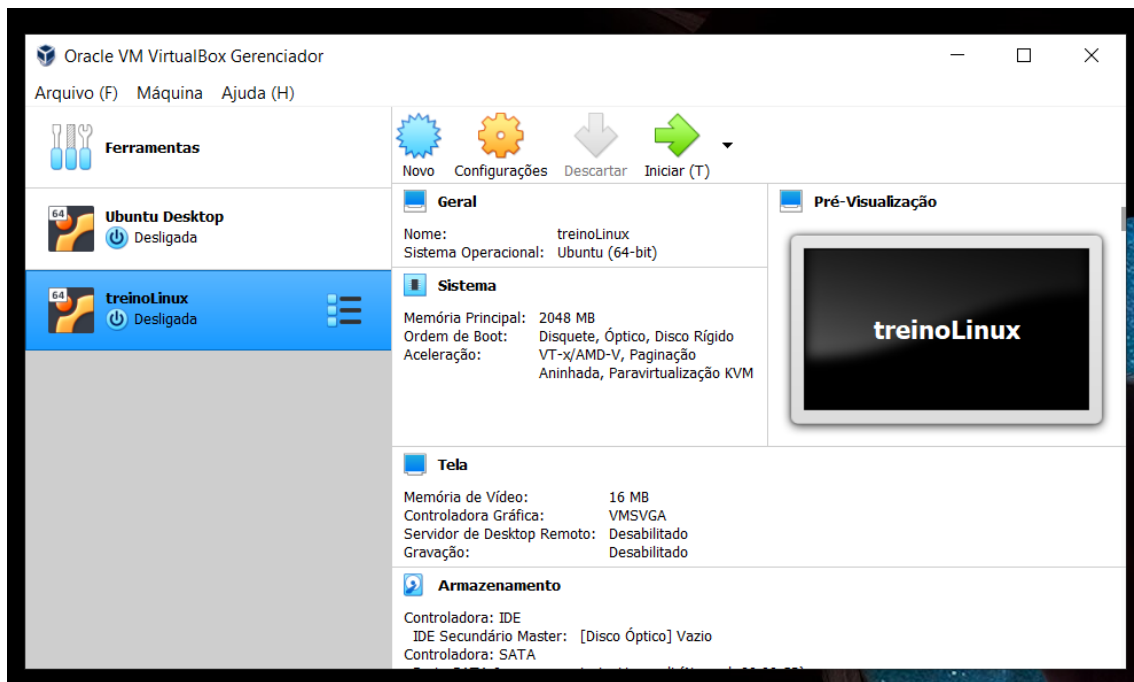 Oracle VM VirtualBox Gerenciador
Arquivo (F) Máquina Ajuda (H)
Ferramentas
64
Ubuntu Desktop
Desligada
64
treinoLinux
Desligada
Novo Configurações Descartar Iniciar (T)
Geral
Nome: treinoLinux
Sistema Operacional: Ubuntu (64-bit)
Sistema
Memória Principal: 2048 MB
Ordem de Boot: Disquete, Óptico, Disco Rígido
Aceleração: VT-x/AMD-V, Paginação
Aninhada, Paravirtualização KVM
Pré-Visualização
treinoLinux
Tela
Memória de Vídeo: 16 MB
Controladora Gráfica: VMSVGA
Servidor de Desktop Remoto: Desabilitado
Gravação: Desabilitado
Armazenamento
Controladora: IDE
IDE Secundário Master: [Disco Óptico] Vazio
Controladora: SATA